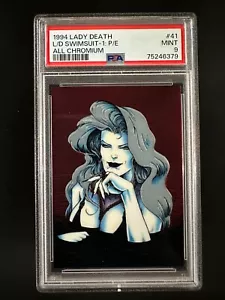 1994 LADY DEATH #41
L/D SWIMSUIT-1: P/E MINT
ALL CHROMIUM 9
PSA 75246379